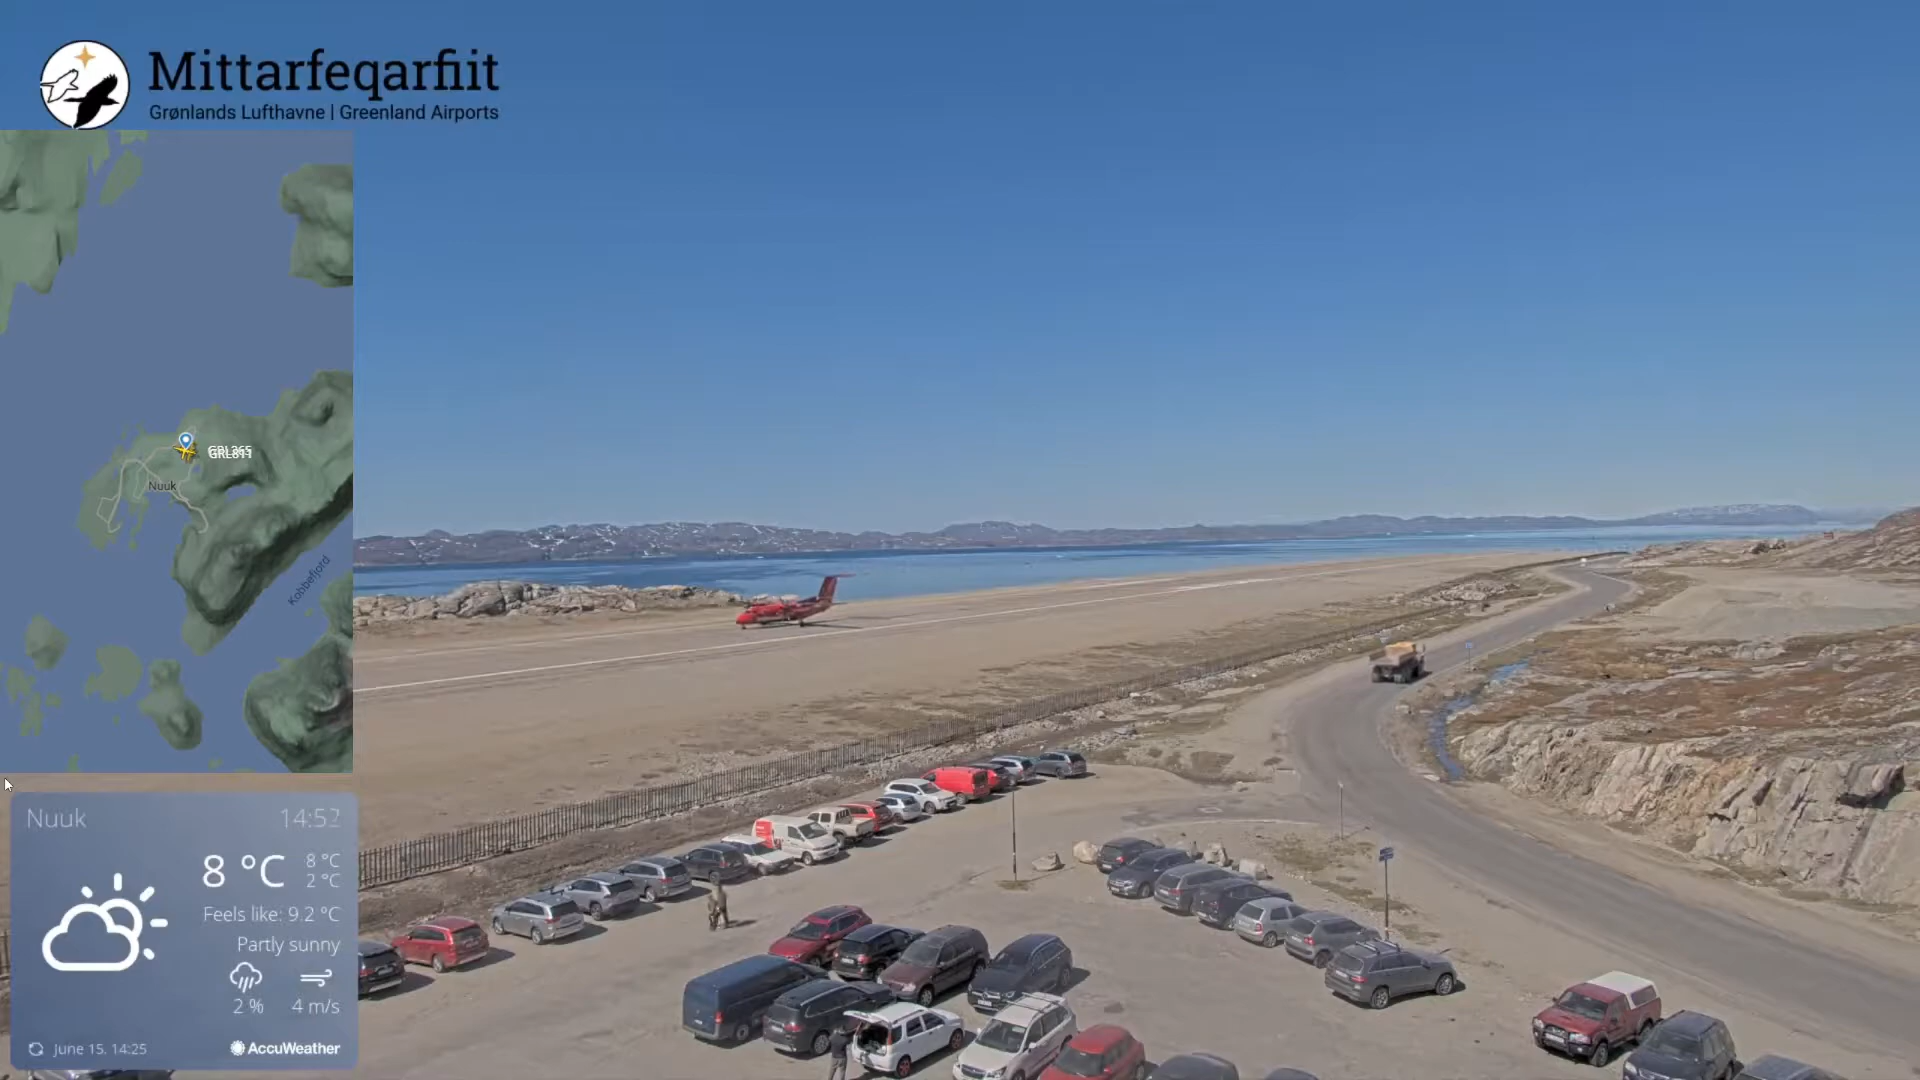 Mittarfeqarfiit
Grønlands Lufthavne | Greenland Airports
Nuuk
Kobbefjord
Nuuk
14:52
8 °C
8 °C
2 °C
Feels like: 9.2 °C
Partly sunny
2 %
4 m/s
June 15. 14:25
AccuWeather